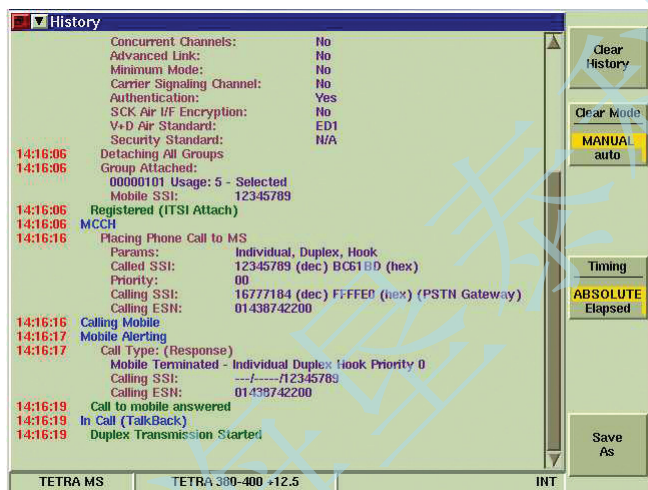 History
Concurrent Channels: No
Advanced Link: No
Minimum Mode: No
Carrier Signaling Channel: No
Authentication: Yes
SCK Air I/F Encryption: No
V+D Air Standard: ED1
Security Standard: N/A
14:16:06 Detaching All Groups
14:16:06 Group Attached:
00000101 Usage: 5 - Selected
Mobile SSI: 12345789
14:16:06 Registered (ITSI Attach)
14:16:06 MCCH
14:16:16 Placing Phone Call to MS
Params: Individual, Duplex, Hook
Called SSI: 12345789 (dec) BC61BD (hex)
Priority: 00
Calling SSI: 16777184 (dec) FFFFE0 (hex) (PSTN Gateway)
Calling ESN: 01438742200
14:16:16 Calling Mobile
14:16:17 Mobile Alerting
14:16:17 Call Type: (Response)
Mobile Terminated - Individual Duplex Hook Priority 0
Calling SSI: ---/-----/12345789
Calling ESN: 01438742200
14:16:19 Call to mobile answered
14:16:19 In Call (TalkBack)
14:16:19 Duplex Transmission Started
Clear
History
Clear Mode
MANUAL
auto
Timing
ABSOLUTE
Elapsed
Save
As
TETRA MS TETRA 380-400 +12.5 INT